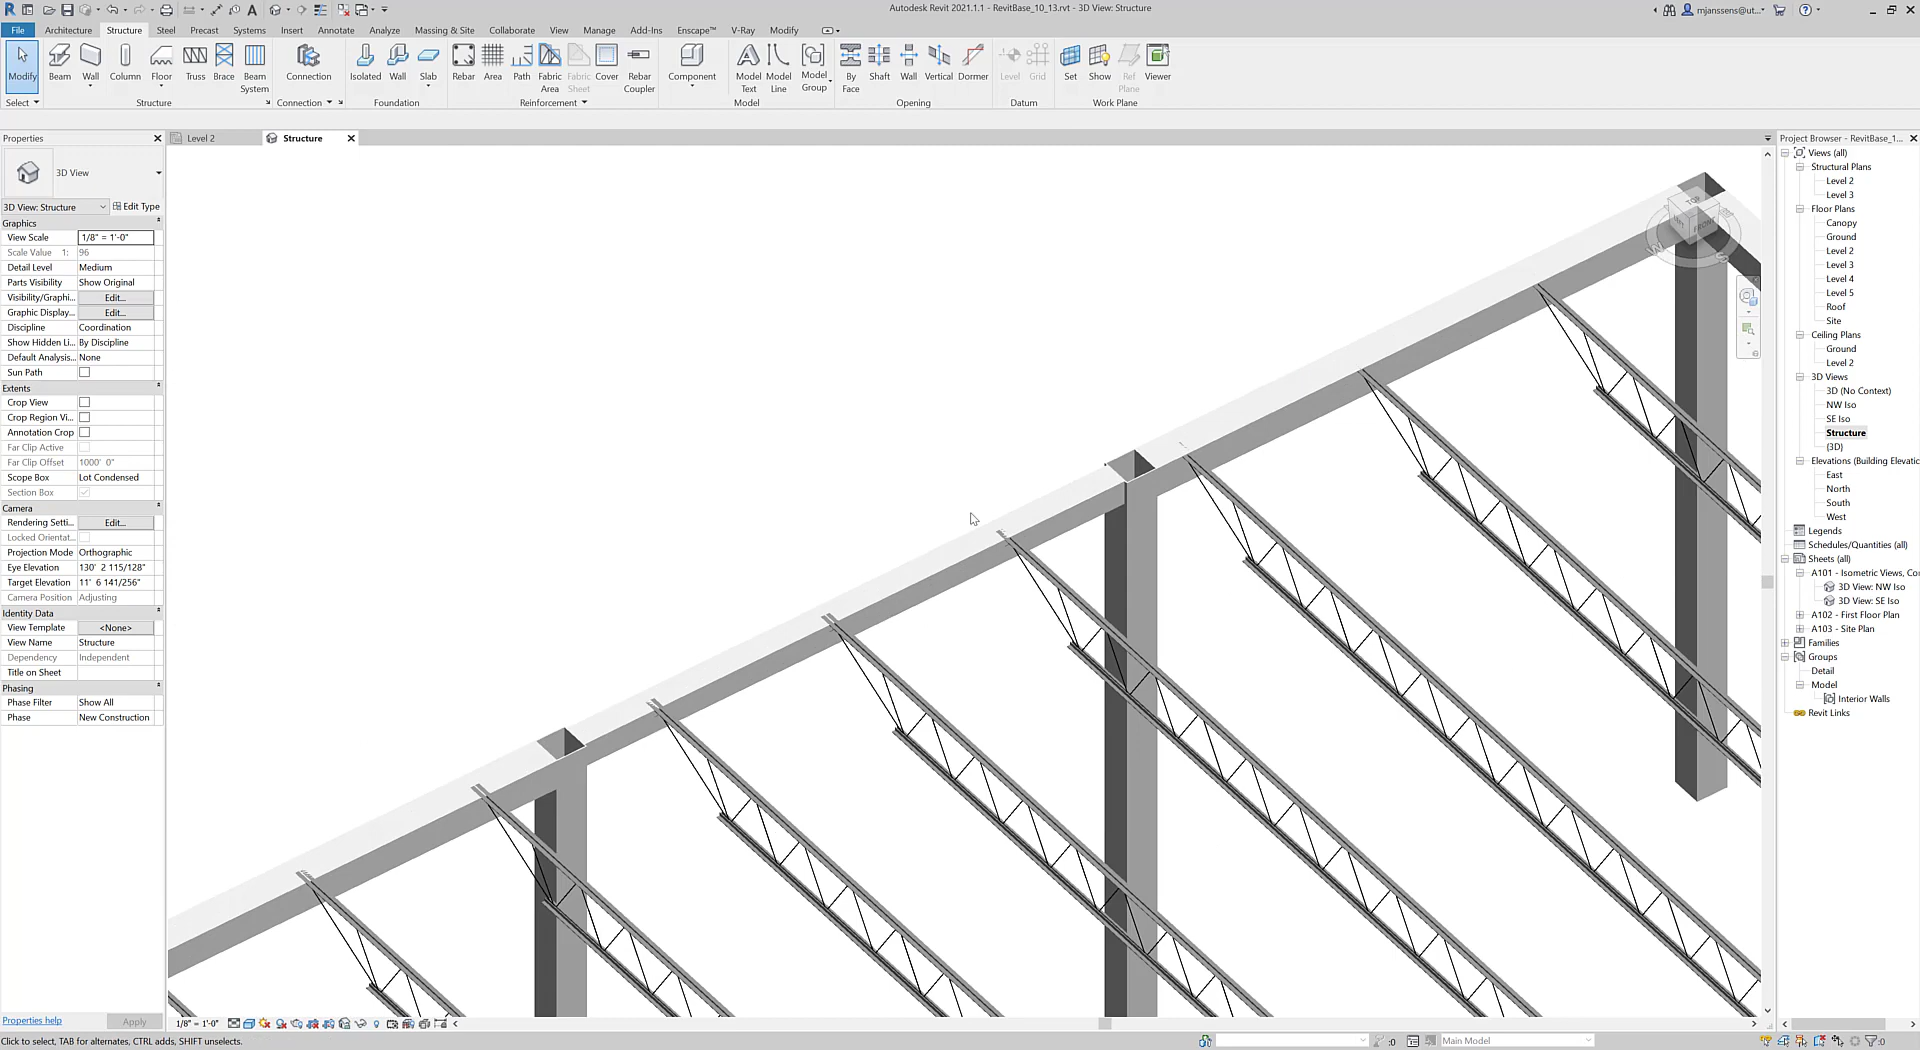 Autodesk Revit 2021.1.1 - RevitBase_10_13.rvt - 3D View: Structure
mjanssens@ut...
File Architecture Structure Steel Precast Systems Insert Annotate Analyze Massing & Site Collaborate View Manage Add-Ins Enscape™ V-Ray Modify
Modify Beam Wall Column Floor Truss Brace Beam System Connection Isolated Wall Slab Rebar Area Path Fabric Area Fabric Sheet Cover Rebar Coupler Component Model Text Model Line Model Group By Face Shaft Wall Vertical Dormer Level Grid Set Show Ref Plane Viewer
Select Structure Connection Foundation Reinforcement Model Opening Datum Work Plane
Properties
Level 2
Structure
3D View
3D View: Structure
Edit Type
Graphics
View Scale 1/8" = 1'-0"
Scale Value 1: 96
Detail Level Medium
Parts Visibility Show Original
Visibility/Graphi... Edit...
Graphic Display... Edit...
Discipline Coordination
Show Hidden Li... By Discipline
Default Analysis... None
Sun Path
Extents
Crop View
Crop Region Vi...
Annotation Crop
Far Clip Active
Far Clip Offset 1000' 0"
Scope Box Lot Condensed
Section Box
Camera
Rendering Setti... Edit...
Locked Orientat...
Projection Mode Orthographic
Eye Elevation 130' 2 115/128"
Target Elevation 11' 6 141/256"
Camera Position Adjusting
Identity Data
View Template <None>
View Name Structure
Dependency Independent
Title on Sheet
Phasing
Phase Filter Show All
Phase New Construction
Properties help
Apply
TOP
FRONT
W
S
Project Browser - RevitBase_1...
Views (all)
Structural Plans
Level 2
Level 3
Floor Plans
Canopy
Ground
Level 2
Level 3
Level 4
Level 5
Roof
Site
Ceiling Plans
Ground
Level 2
3D Views
3D (No Context)
NW Iso
SE Iso
Structure
{3D}
Elevations (Building Elevatic
East
North
South
West
Legends
Schedules/Quantities (all)
Sheets (all)
A101 - Isometric Views, Co
3D View: NW Iso
3D View: SE Iso
A102 - First Floor Plan
A103 - Site Plan
Families
Groups
Detail
Model
Interior Walls
Revit Links
1/8" = 1'-0"
Click to select, TAB for alternates, CTRL adds, SHIFT unselects.
:0
Main Model
:0